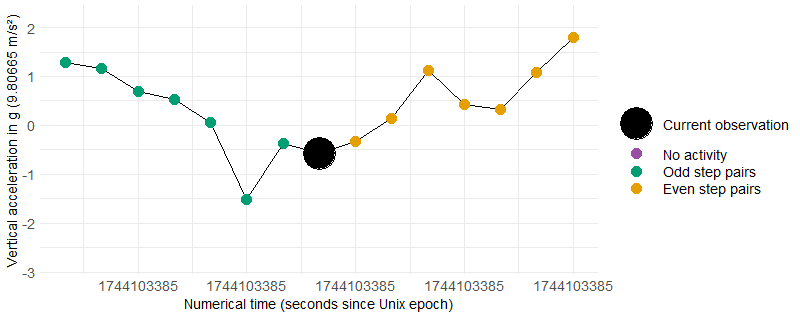 Vertical acceleration in g (9.80665 m/s²)
2
1
0
-1
-2
-3
1744103385 1744103385 1744103385 1744103385 1744103385
Numerical time (seconds since Unix epoch)
Current observation
No activity
Odd step pairs
Even step pairs